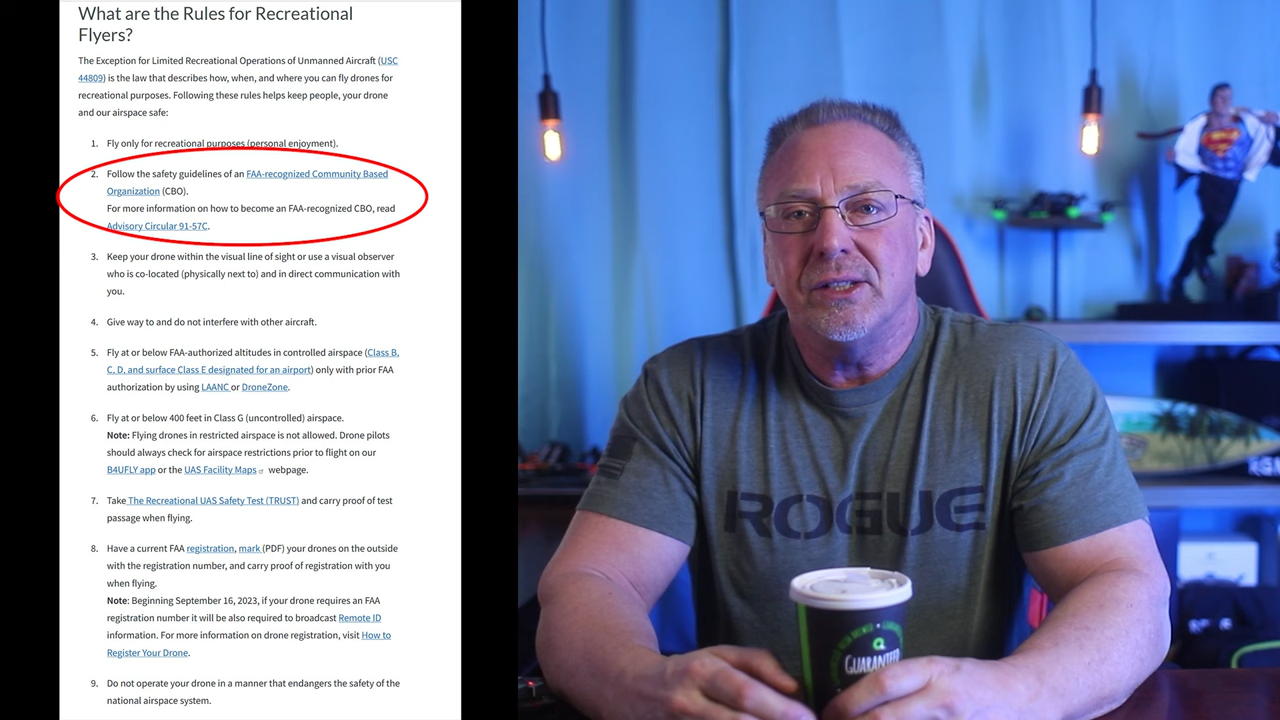 What are the Rules for Recreational
Flyers?
The Exception for Limited Recreational Operations of Unmanned Aircraft (USC
44809) is the law that describes how, when, and where you can fly drones for
recreational purposes. Following these rules helps keep people, your drone
and our airspace safe:
1. Fly only for recreational purposes (personal enjoyment).
2. Follow the safety guidelines of an FAA-recognized Community Based
Organization (CBO).
For more information on how to become an FAA-recognized CBO, read
Advisory Circular 91-57C.
3. Keep your drone within the visual line of sight or use a visual observer
who is co-located (physically next to) and in direct communication with
you.
4. Give way to and do not interfere with other aircraft.
5. Fly at or below FAA-authorized altitudes in controlled airspace (Class B,
C, D, and surface Class E designated for an airport) only with prior FAA
authorization by using LAANC or DroneZone.
6. Fly at or below 400 feet in Class G (uncontrolled) airspace.
Note: Flying drones in restricted airspace is not allowed. Drone pilots
should always check for airspace restrictions prior to flight on our
B4UFLY app or the UAS Facility Maps webpage.
7. Take The Recreational UAS Safety Test (TRUST) and carry proof of test
passage when flying.
8. Have a current FAA registration, mark (PDF) your drones on the outside
with the registration number, and carry proof of registration with you
when flying.
Note: Beginning September 16, 2023, if your drone requires an FAA
registration number it will be also required to broadcast Remote ID
information. For more information on drone registration, visit How to
Register Your Drone.
9. Do not operate your drone in a manner that endangers the safety of the
national airspace system.
ROGUE
GUARANTEED